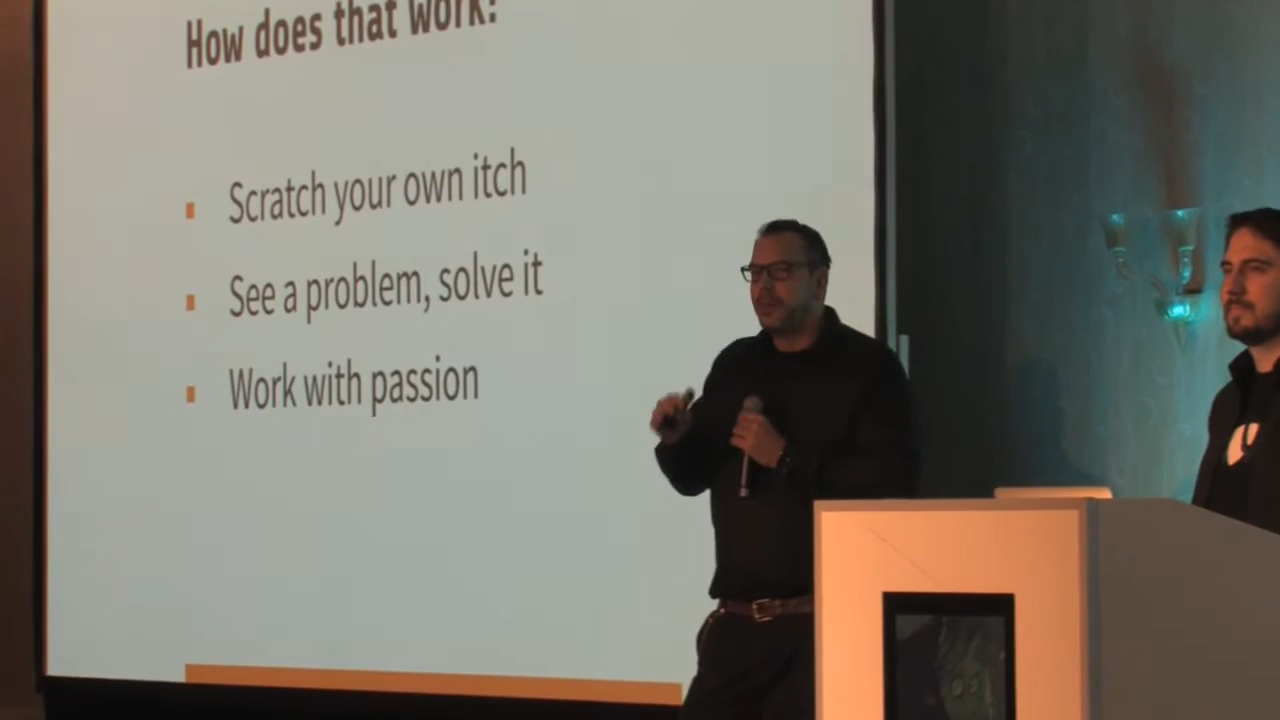 How does that work?
Scratch your own itch
See a problem, solve it
Work with passion